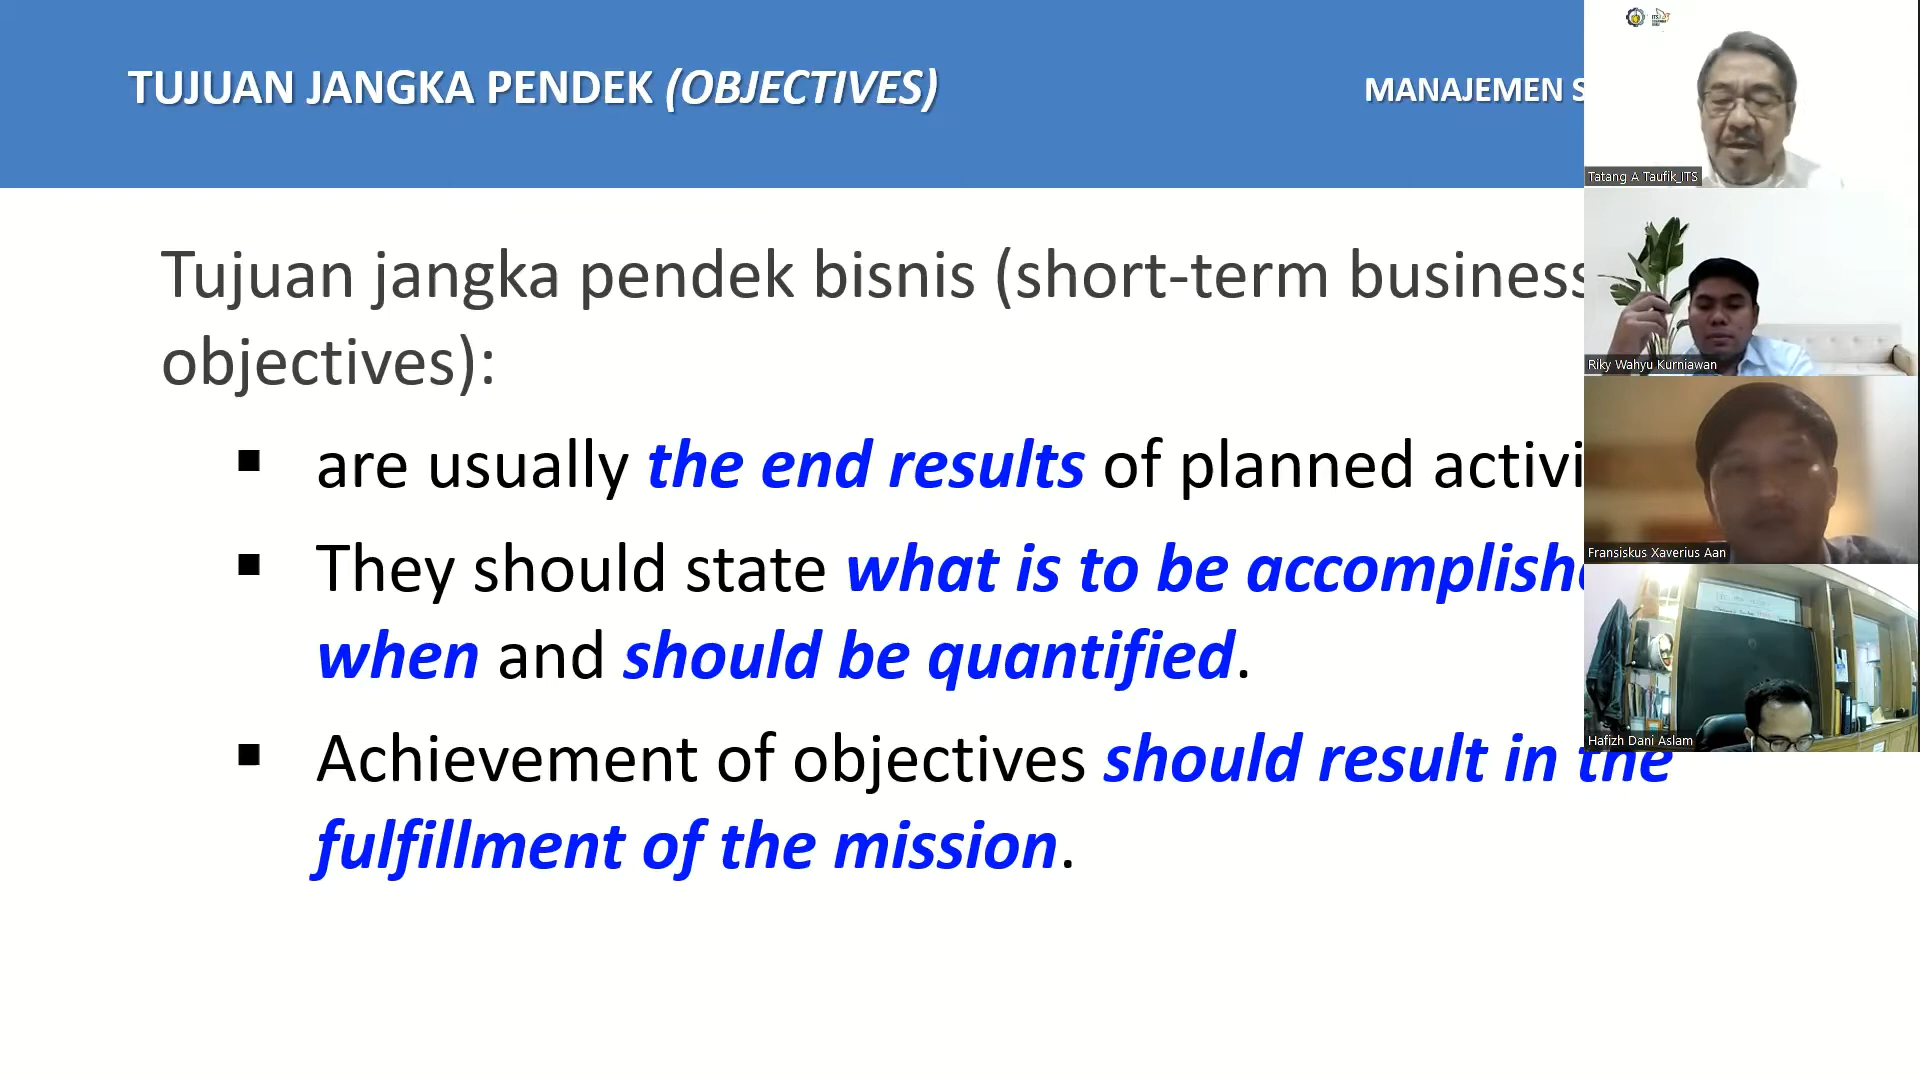 TUJUAN JANGKA PENDEK (OBJECTIVES)
MANAJEMEN S
Tujuan jangka pendek bisnis (short-term business
objectives):
▪ are usually the end results of planned activi
▪ They should state what is to be accomplish
when and should be quantified.
▪ Achievement of objectives should result in the
fulfillment of the mission.
Tatang A Taufik_ITS
Riky Wahyu Kurniawan
Fransiskus Xaverius Aan
Hafizh Dani Aslam